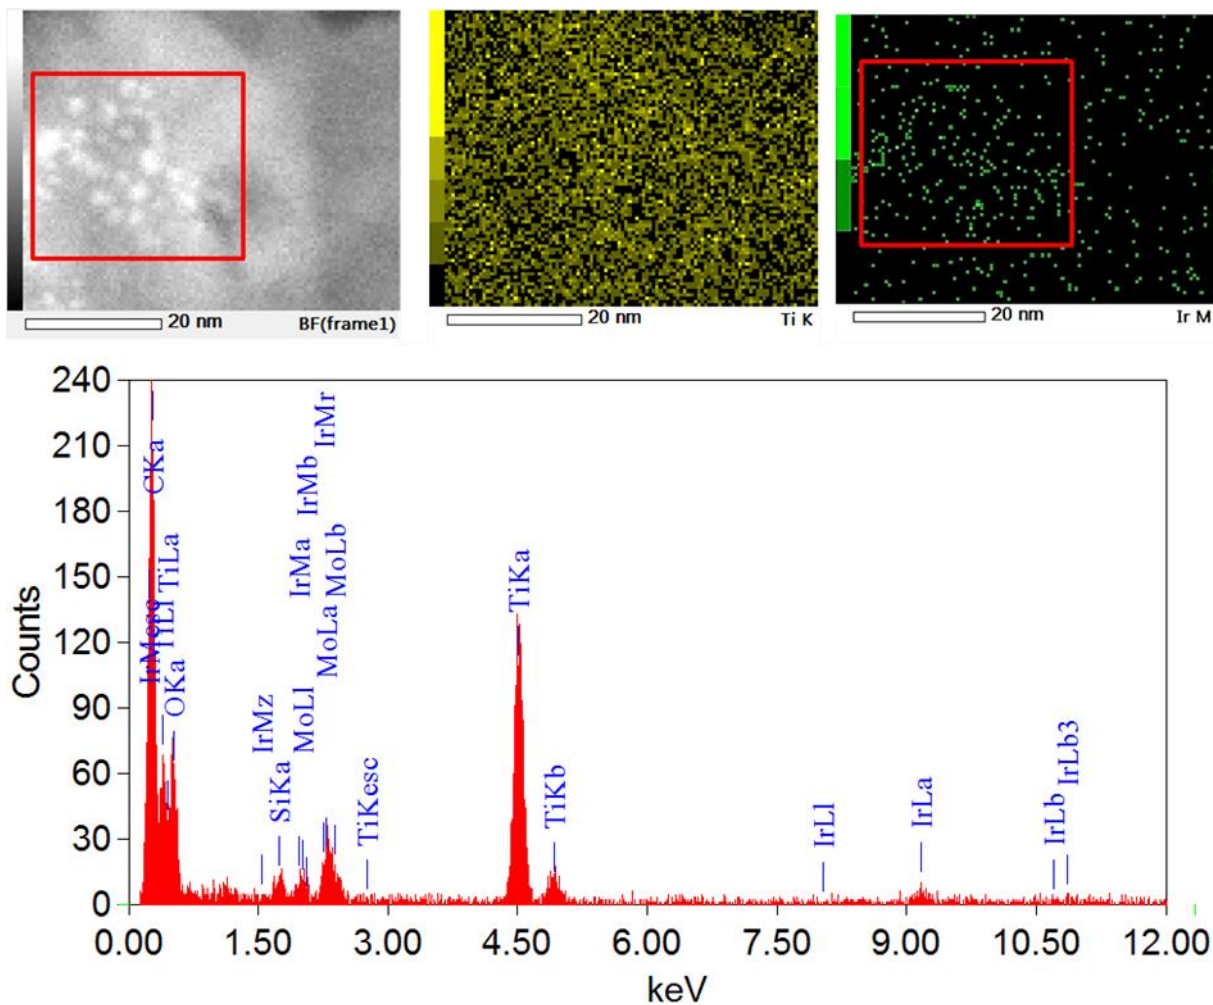 20 nm
BF(frame1)
20 nm
Ti K
20 nm
Ir M
240
210
180
150
120
90
60
30
0
Counts
IrMesc
CKa
TiLl
TiLa
OKa
IrMz
SiKa
IrMa
MoLl
IrMb
IrMr
MoLa
MoLb
TiKesc
TiKa
TiKb
IrLl
IrLa
IrLb
IrLb3
0.00
1.50
3.00
4.50
6.00
7.50
9.00
10.50
12.00
keV